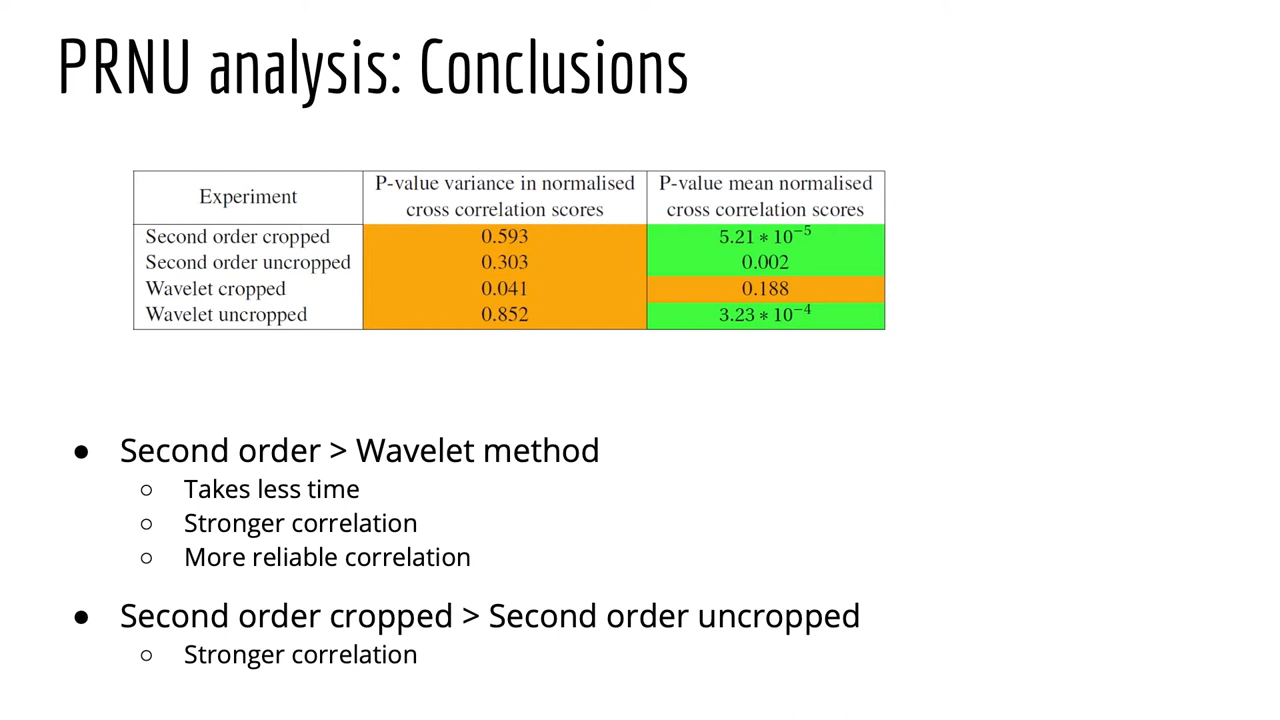 PRNU analysis: Conclusions
Experiment
P-value variance in normalised cross correlation scores
P-value mean normalised cross correlation scores
Second order cropped 0.593 5.21 * 10⁻⁵
Second order uncropped 0.303 0.002
Wavelet cropped 0.041 0.188
Wavelet uncropped 0.852 3.23 * 10⁻⁴
● Second order > Wavelet method
○ Takes less time
○ Stronger correlation
○ More reliable correlation
● Second order cropped > Second order uncropped
○ Stronger correlation